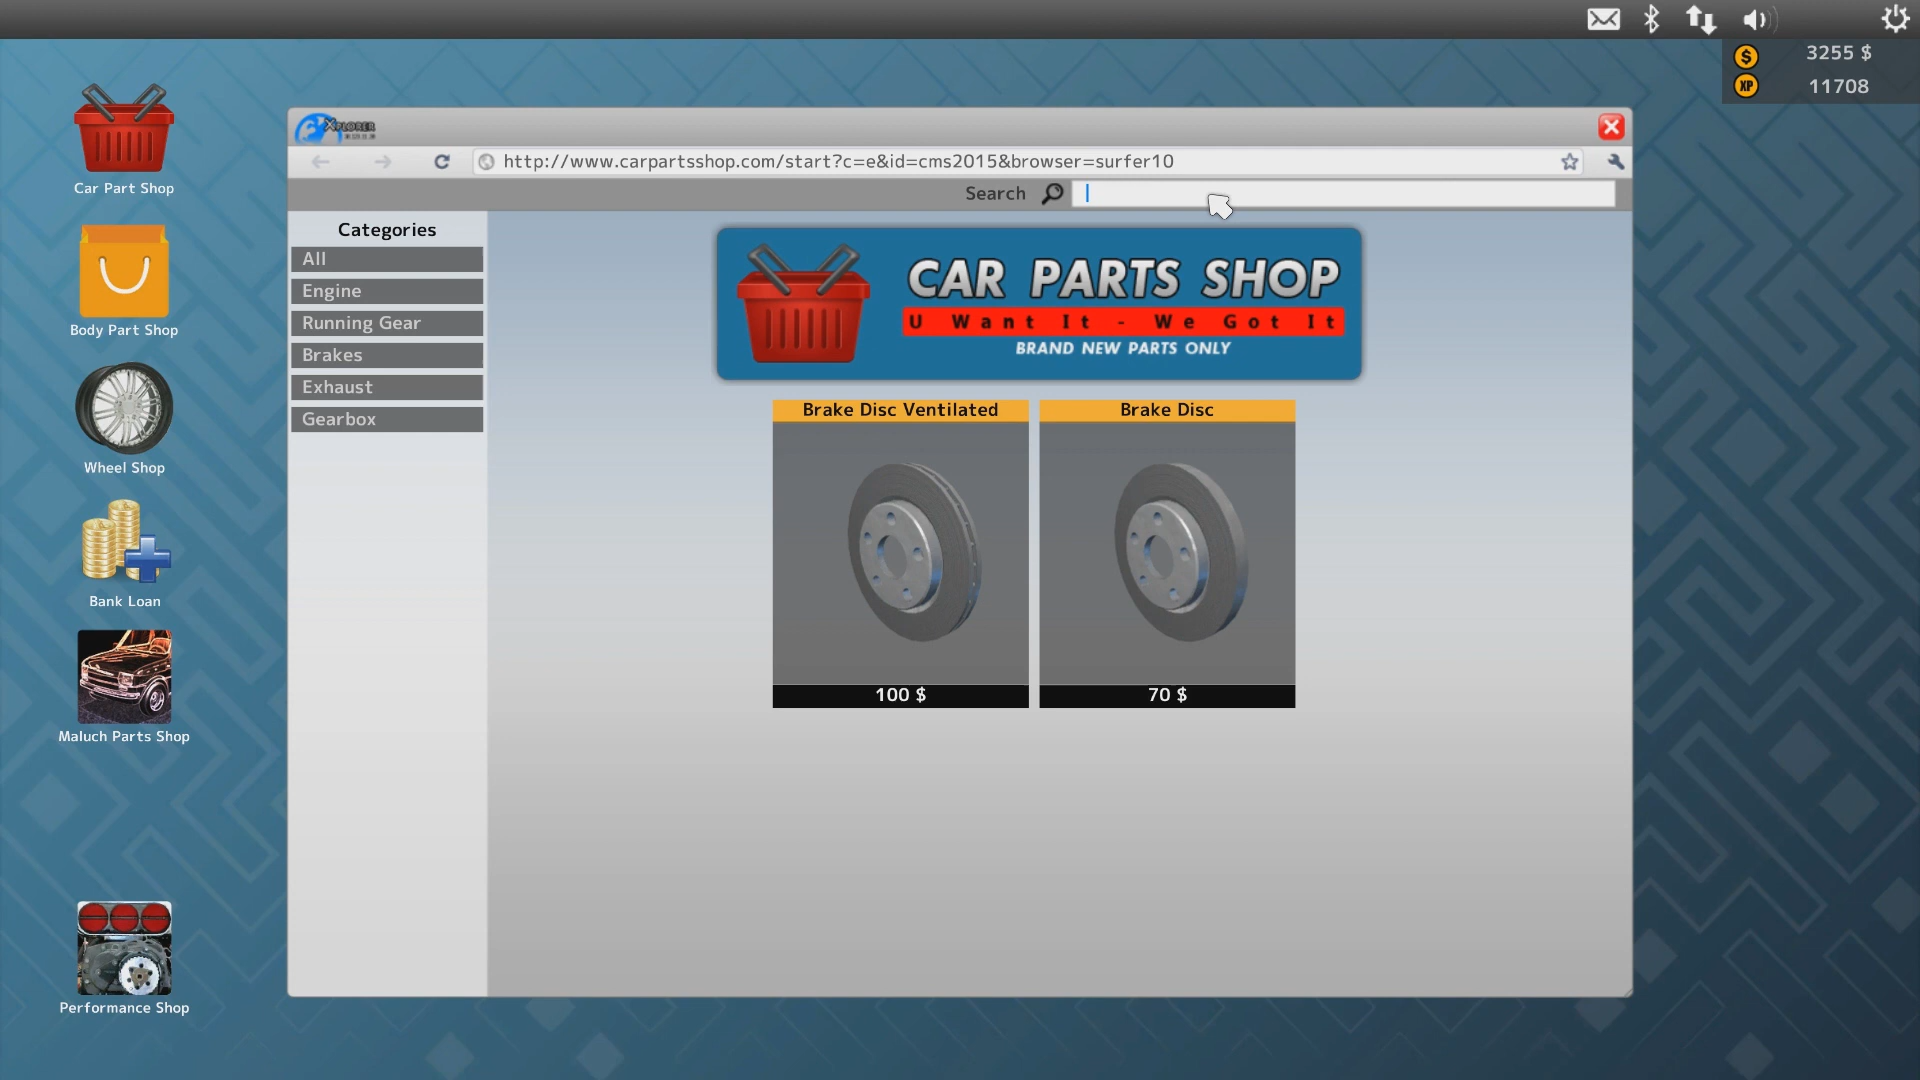 3255 $
XP
11708
Car Part Shop
Body Part Shop
Wheel Shop
Bank Loan
Maluch Parts Shop
Performance Shop
XPLORER
http://www.carpartsshop.com/start?c=e&id=cms2015&browser=surfer10
Search
Categories
All
Engine
Running Gear
Brakes
Exhaust
Gearbox
CAR PARTS SHOP
U Want It - We Got It
BRAND NEW PARTS ONLY
Brake Disc Ventilated
100 $
Brake Disc
70 $